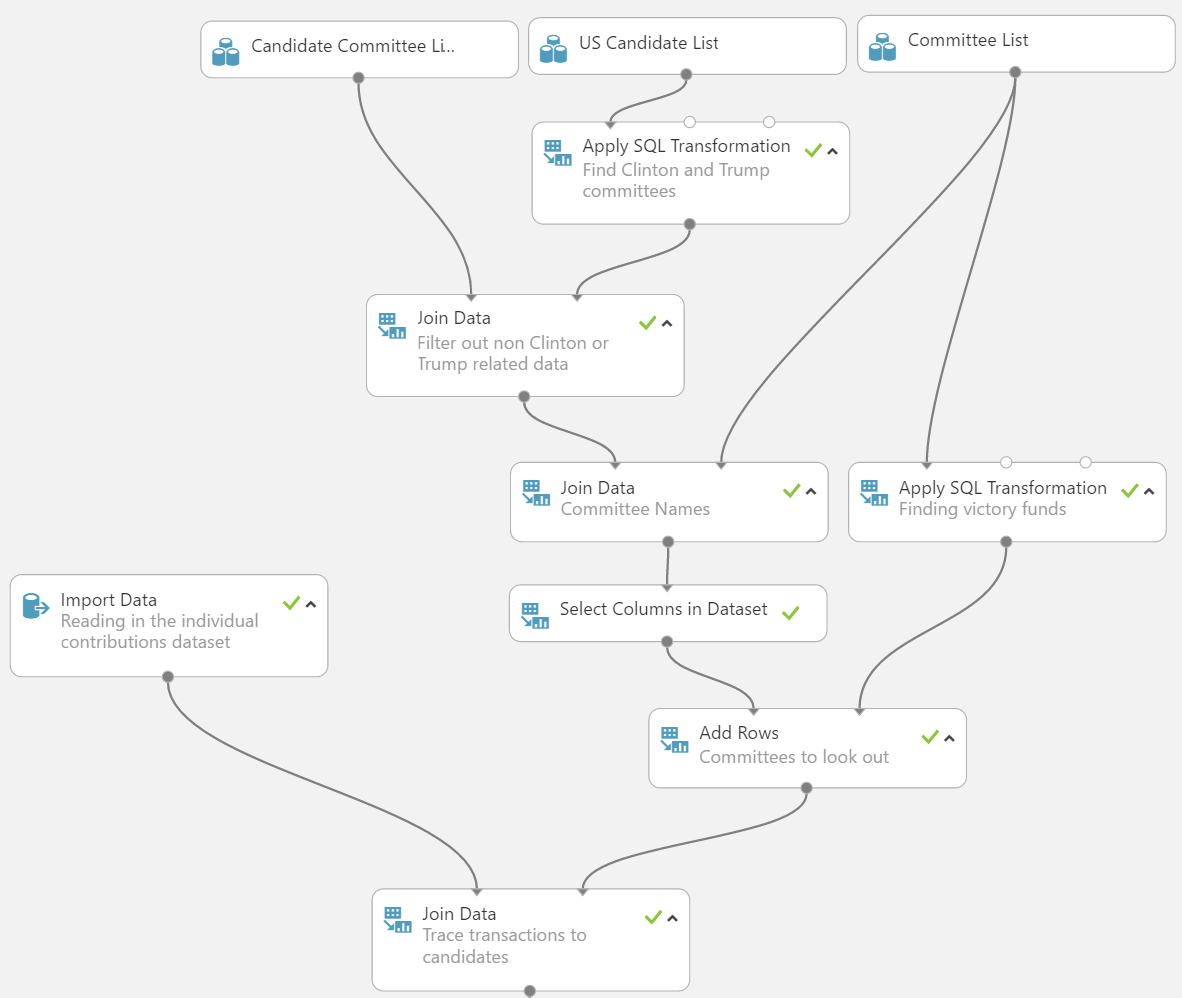 Candidate Committee Li...
US Candidate List
Committee List
Apply SQL Transformation
Find Clinton and Trump
committees
Join Data
Filter out non Clinton or
Trump related data
Join Data
Committee Names
Apply SQL Transformation
Finding victory funds
Import Data
Reading in the individual
contributions dataset
Select Columns in Dataset
Add Rows
Committees to look out
Join Data
Trace transactions to
candidates